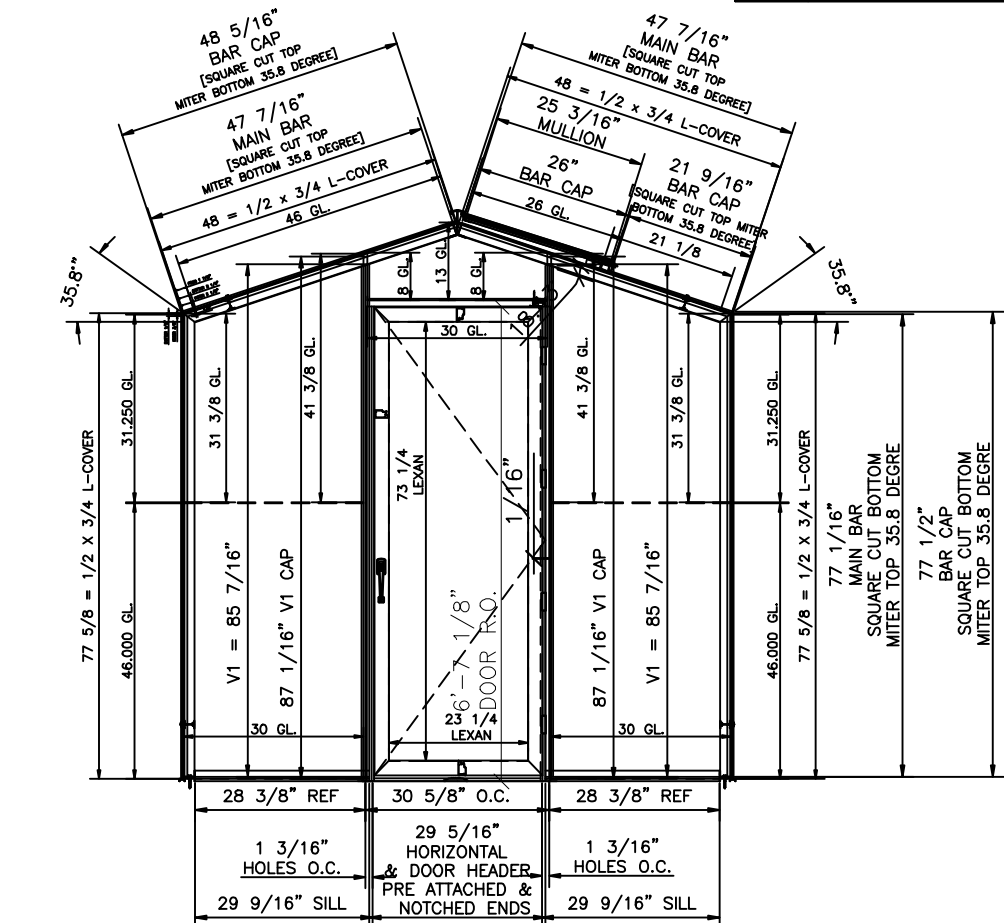 48 5/16"
BAR CAP
[SQUARE CUT TOP
MITER BOTTOM 35.8 DEGREE]
47 7/16"
MAIN BAR
[SQUARE CUT TOP
MITER BOTTOM 35.8 DEGREE]
48 = 1/2 x 3/4 L-COVER
46 GL.
47 7/16"
MAIN BAR
[SQUARE CUT TOP
MITER BOTTOM 35.8 DEGREE]
48 = 1/2 x 3/4 L-COVER
25 3/16"
MULLION
26"
BAR CAP
26 GL.
21 9/16"
BAR CAP
[SQUARE CUT TOP MITER
BOTTOM 35.8 DEGREE]
21 1/8
35.8°"
35.8°"
8 GL.
13 GL.
8 GL.
30 GL.
77 5/8 = 1/2 X 3/4 L-COVER
31.250 GL.
46.000 GL.
31 3/8 GL.
41 3/8 GL.
V1 = 85 7/16"
87 1/16" V1 CAP
73 1/4
LEXAN
1/16"
6'-7 1/8"
DOOR R.O.
23 1/4
LEXAN
41 3/8 GL.
31 3/8 GL.
87 1/16" V1 CAP
V1 = 85 7/16"
31.250 GL.
46.000 GL.
77 5/8 = 1/2 X 3/4 L-COVER
77 1/16"
MAIN BAR
SQUARE CUT BOTTOM
MITER TOP 35.8 DEGRE
77 1/2"
BAR CAP
SQUARE CUT BOTTOM
MITER TOP 35.8 DEGRE
30 GL.
30 GL.
28 3/8" REF
30 5/8" O.C.
28 3/8" REF
1 3/16"
HOLES O.C.
29 5/16"
HORIZONTAL
& DOOR HEADER
PRE ATTACHED &
NOTCHED ENDS
1 3/16"
HOLES O.C.
29 9/16" SILL
29 9/16" SILL